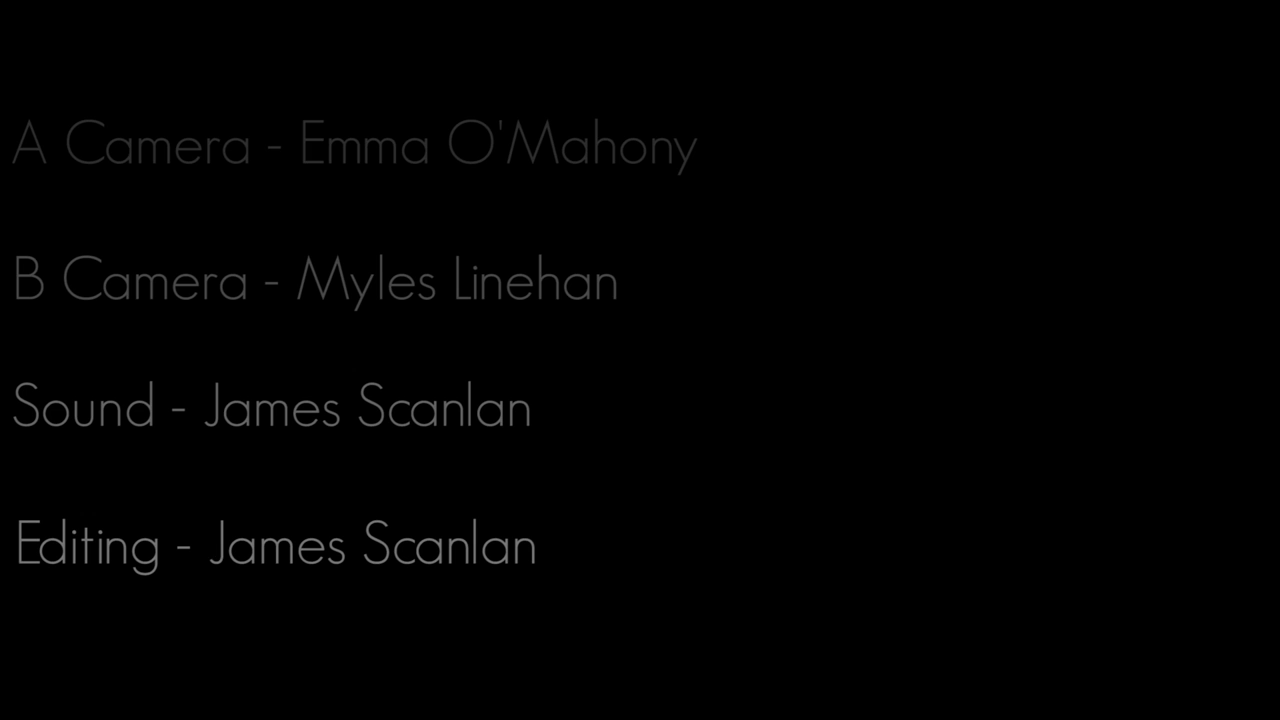 A Camera - Emma O'Mahony
B Camera - Myles Linehan
Sound - James Scanlan
Editing - James Scanlan